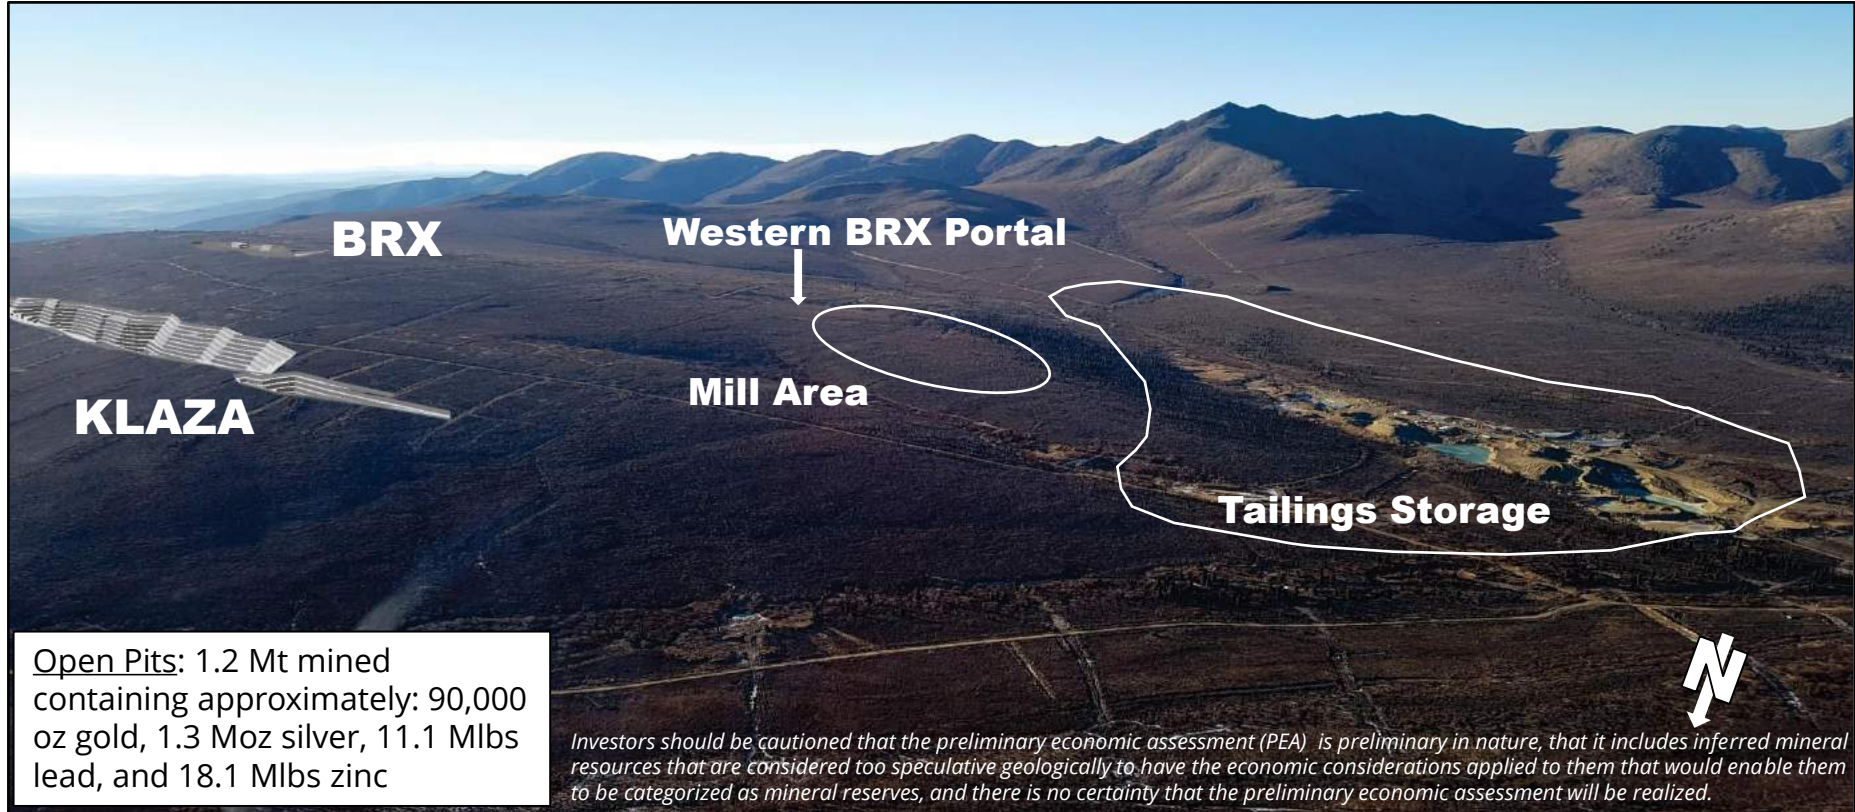 BRX
Western BRX Portal
KLAZA
Mill Area
Tailings Storage
N
Open Pits: 1.2 Mt mined
containing approximately: 90,000
oz gold, 1.3 Moz silver, 11.1 Mlbs
lead, and 18.1 Mlbs zinc
Investors should be cautioned that the preliminary economic assessment (PEA) is preliminary in nature, that it includes inferred mineral
resources that are considered too speculative geologically to have the economic considerations applied to them that would enable them
to be categorized as mineral reserves, and there is no certainty that the preliminary economic assessment will be realized.